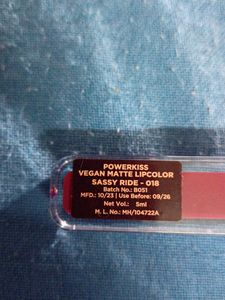 POWERKISS
VEGAN MATTE LIPCOLOR
SASSY RIDE - 018
Batch No.: B051
MFD.: 10/23 | Use Before: 09/26
Net Vol.: 5ml
M. L. No.: MH/104722A